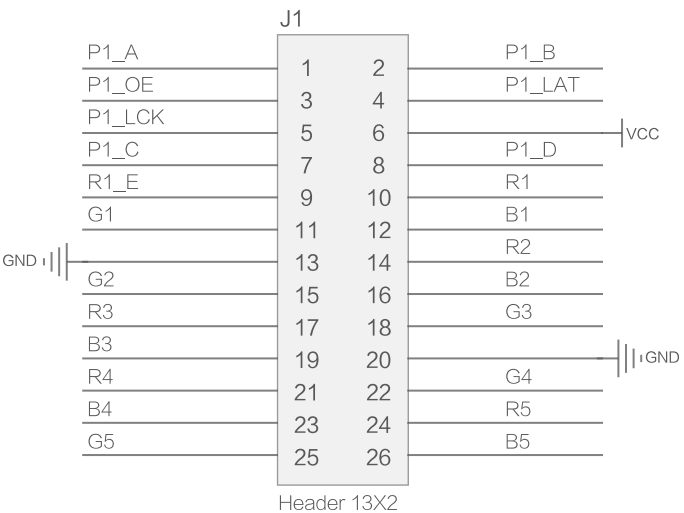 J1
P1_A 1 2 P1_B
P1_OE 3 4 P1_LAT
P1_LCK 5 6 VCC
P1_C 7 8 P1_D
R1_E 9 10 R1
G1 11 12 B1
GND 13 14 R2
G2 15 16 B2
R3 17 18 G3
B3 19 20 GND
R4 21 22 G4
B4 23 24 R5
G5 25 26 B5
Header 13X2